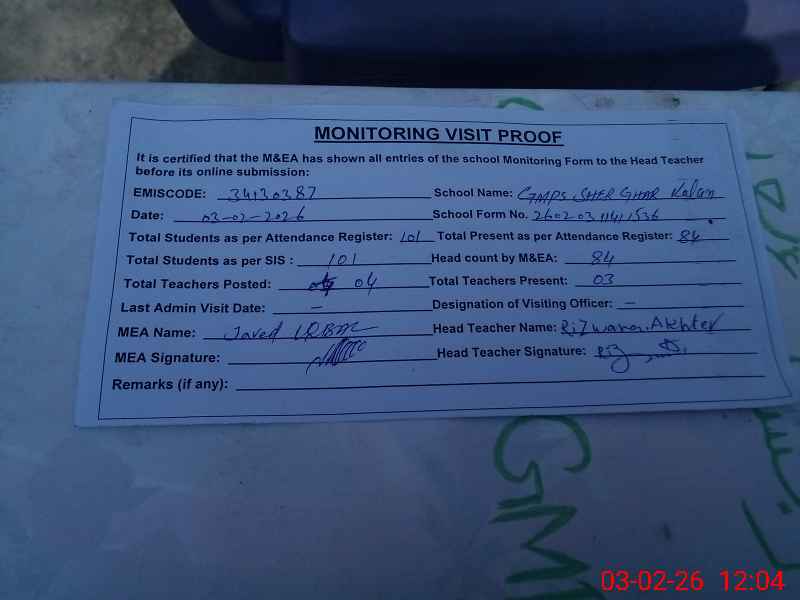 MONITORING VISIT PROOF
It is certified that the M&EA has shown all entries of the school Monitoring Form to the Head Teacher
before its online submission:
EMISCODE: 34130387 School Name: GMPS SHER GHAR Kalan
Date: 03-02-2026 School Form No. 26020311411536
Total Students as per Attendance Register: 101 Total Present as per Attendance Register: 84
Total Students as per SIS : 101 Head count by M&EA: 84
Total Teachers Posted: 04 Total Teachers Present: 03
Last Admin Visit Date: – Designation of Visiting Officer: –
MEA Name: Javed IQBAL Head Teacher Name: Rizwana Akhter
MEA Signature: Head Teacher Signature:
Remarks (if any):
GM
03-02-26 12:04